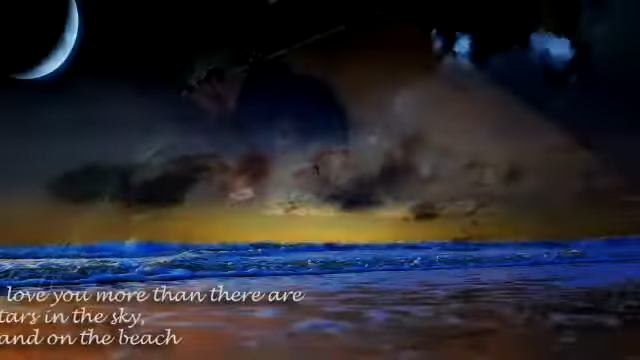 love you more than there are
tars in the sky,
and on the beach